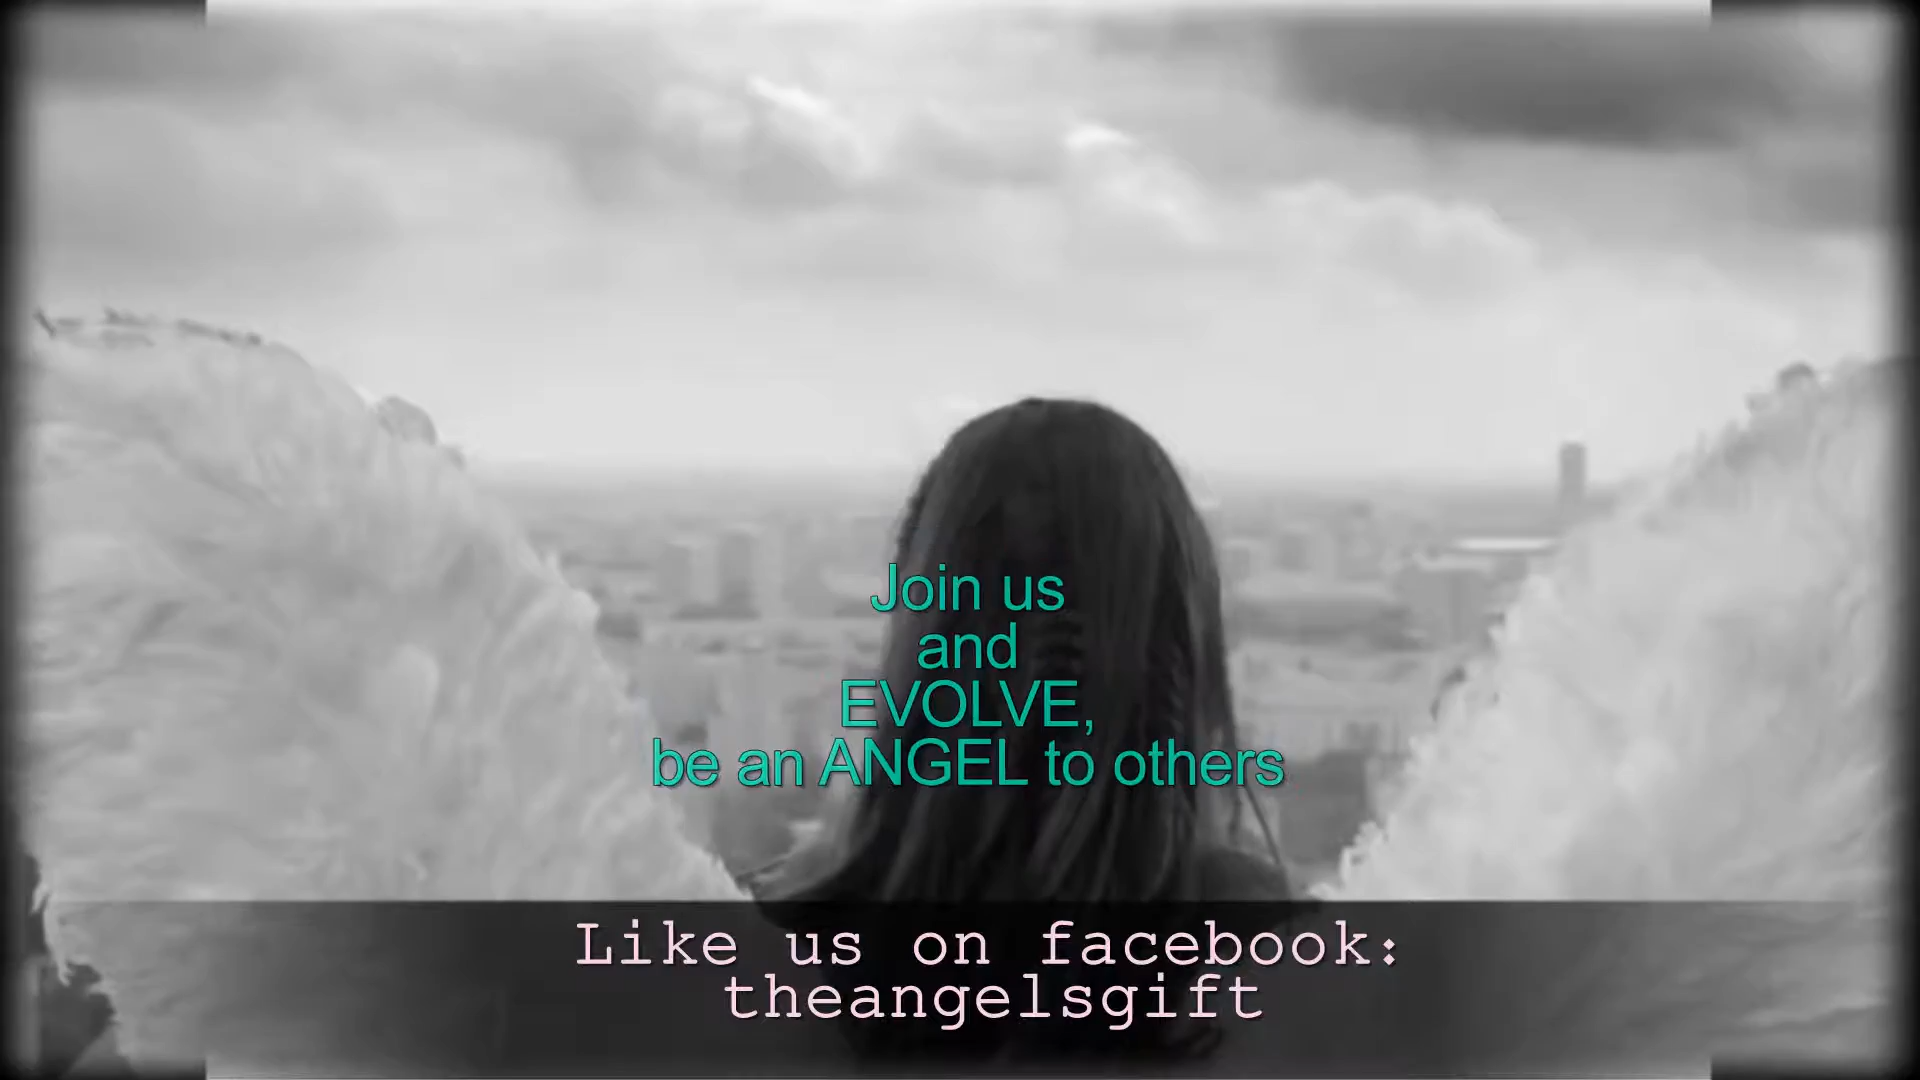 Join us
and
EVOLVE,
be an ANGEL to others
Like us on facebook:
theangelsgift